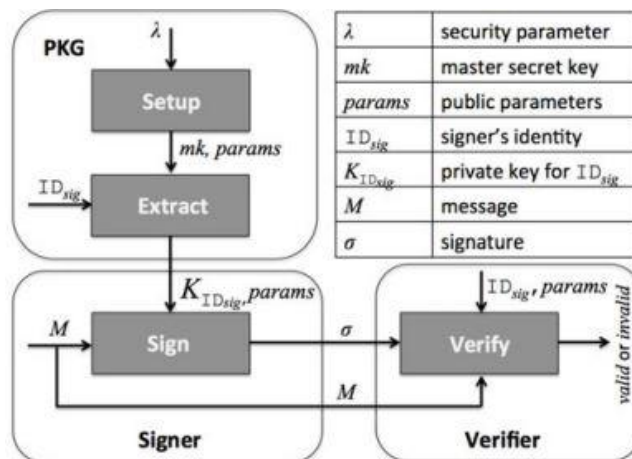 PKG
λ
Setup
mk, params
ID_sig
Extract
K_ID_sig, params
M
Sign
σ
M
Signer
ID_sig, params
Verify
valid or invalid
Verifier
λ security parameter
mk master secret key
params public parameters
ID_sig signer's identity
K_ID_sig private key for ID_sig
M message
σ signature